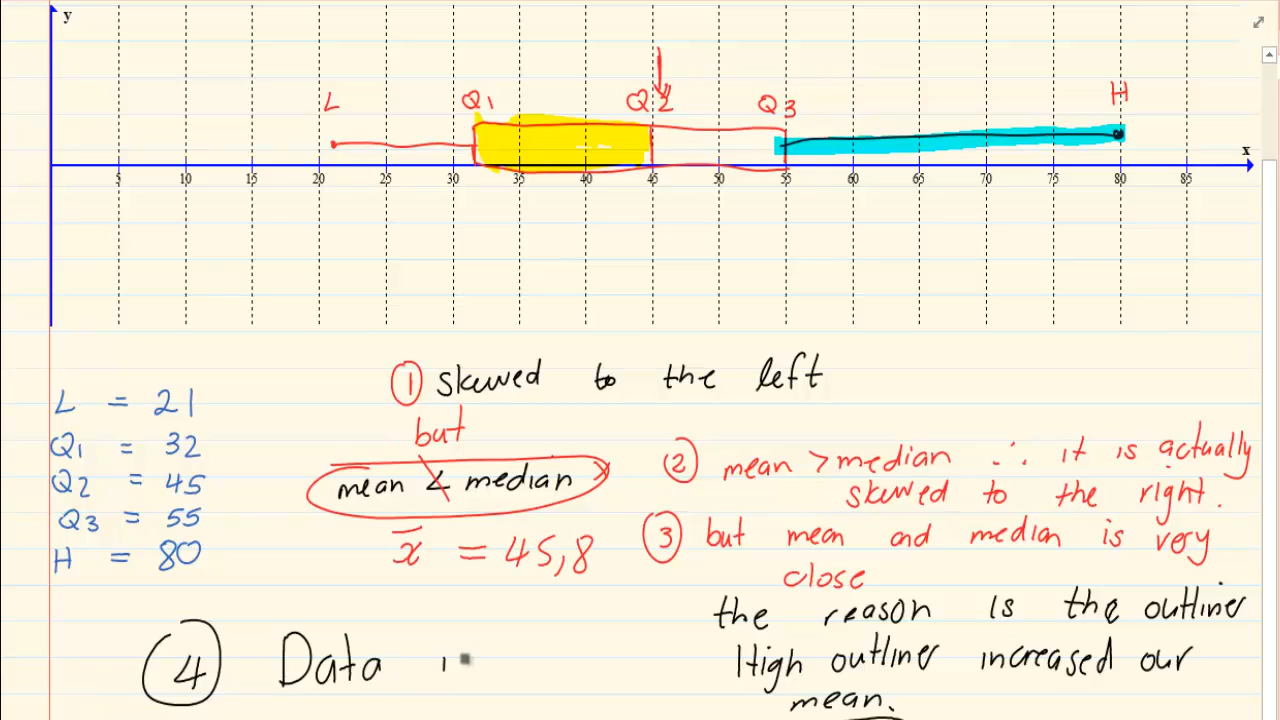 y
L Q1 Q2 Q3 H
x
5 10 15 20 25 30 35 40 45 50 55 60 65 70 75 80 85
① skewed to the left
but
mean < median
x̄ = 45,8
L = 21
Q1 = 32
Q2 = 45
Q3 = 55
H = 80
② mean > median ∴ it is actually
skewed to the right.
③ but mean and median is very
close
the reason is the outliner
High outliner increased our
mean.
④ Data